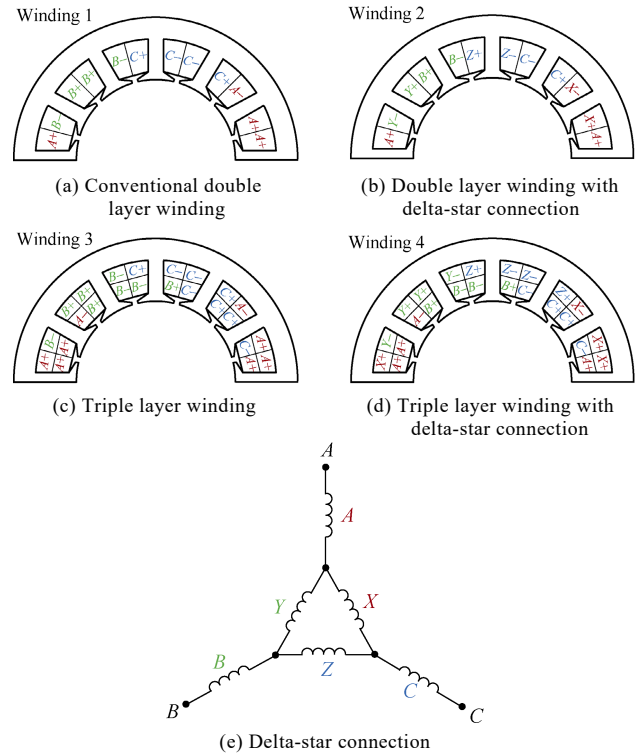 Winding 1
A+ B−
B+ B+
B− C+
C− C−
C+ A−
A+ A+
(a) Conventional double
layer winding
Winding 2
A+ Y−
Y+ B+
B− Z+
Z− C−
C+ X−
X+ A+
(b) Double layer winding with
delta-star connection
Winding 3
A+ B−
A+ A+
B+ B+
A− B+
B− C+
B− B−
C− C−
B+ C−
C+ A−
C+ C+
A+ A+
C− A+
(c) Triple layer winding
Winding 4
X+ Y−
A+ A+
Y+ Y+
A− B+
Y− Z+
B− B−
Z− Z−
B+ C−
Z+ X−
C+ C+
X+ X+
C− A+
(d) Triple layer winding with
delta-star connection
A
A
Y X
B Z C
B C
(e) Delta-star connection